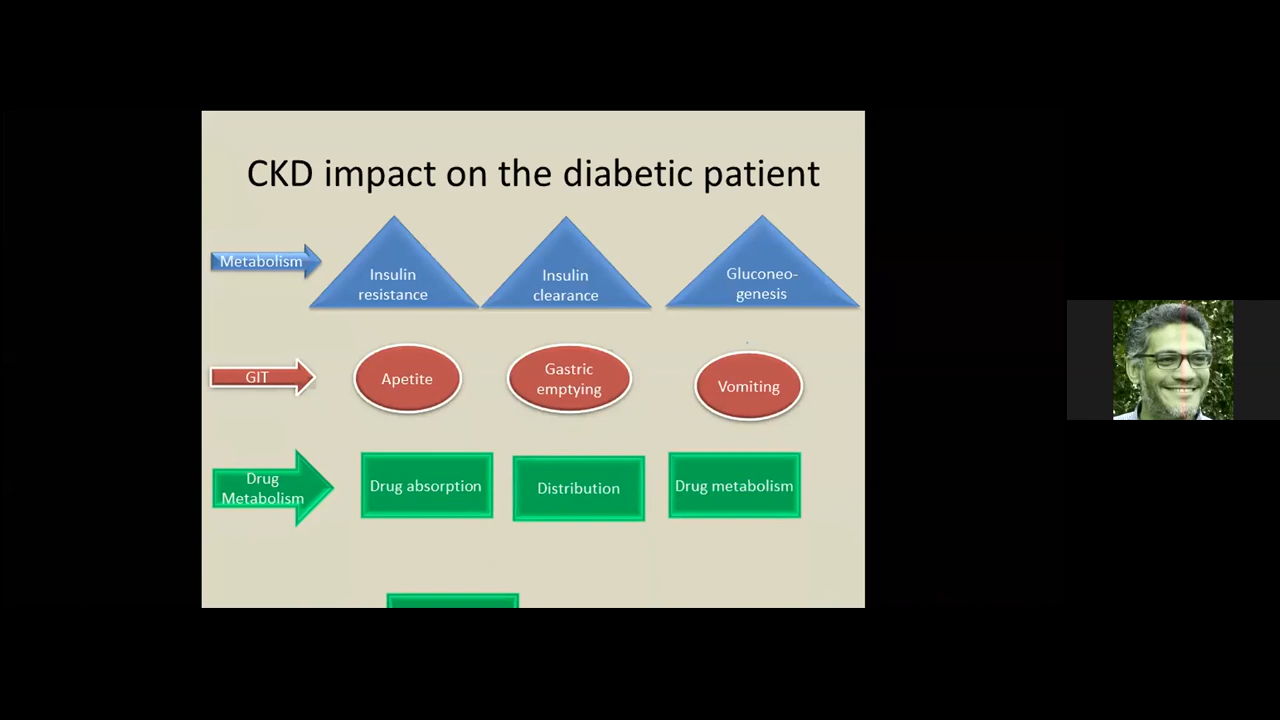 CKD impact on the diabetic patient
Metabolism
Insulin
resistance
Insulin
clearance
Gluconeo-
genesis
GIT
Apetite
Gastric
emptying
Vomiting
Drug
Metabolism
Drug absorption
Distribution
Drug metabolism